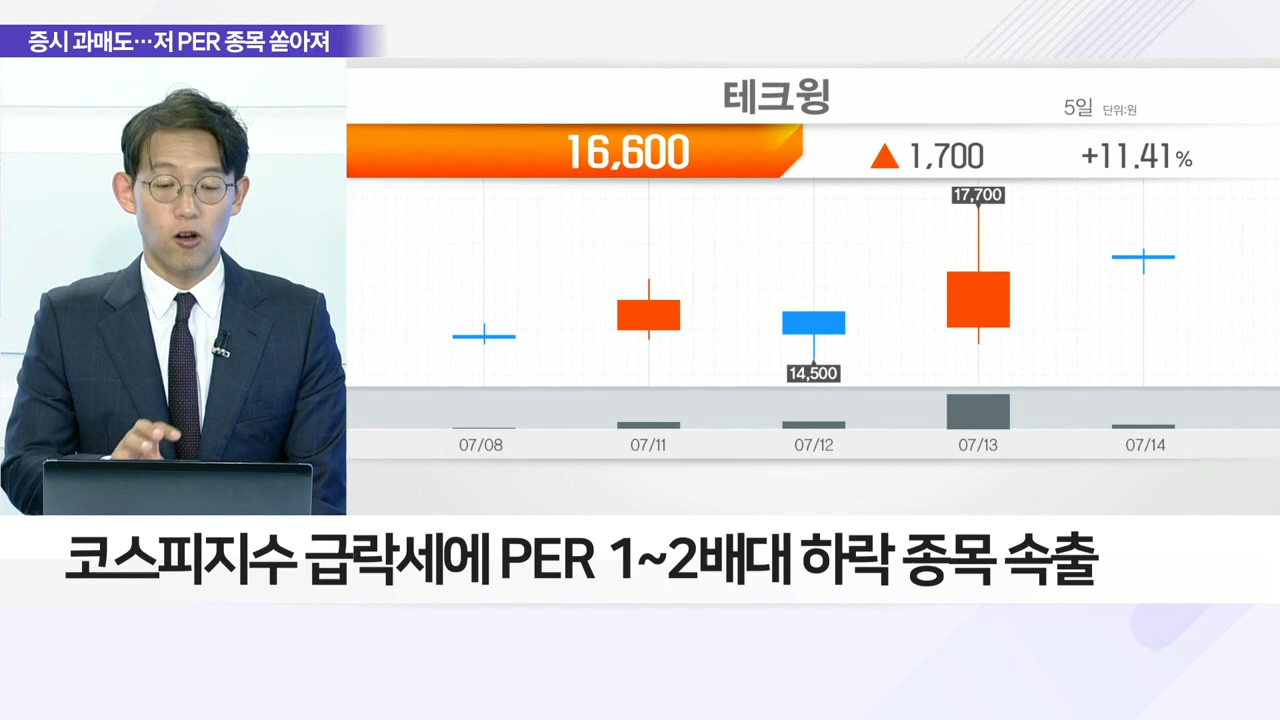 증시 과매도…저 PER 종목 쏟아져
테크윙
5일 단위:원
16,600 ▲ 1,700 +11.41%
17,700
14,500
07/08 07/11 07/12 07/13 07/14
코스피지수 급락세에 PER 1~2배대 하락 종목 속출